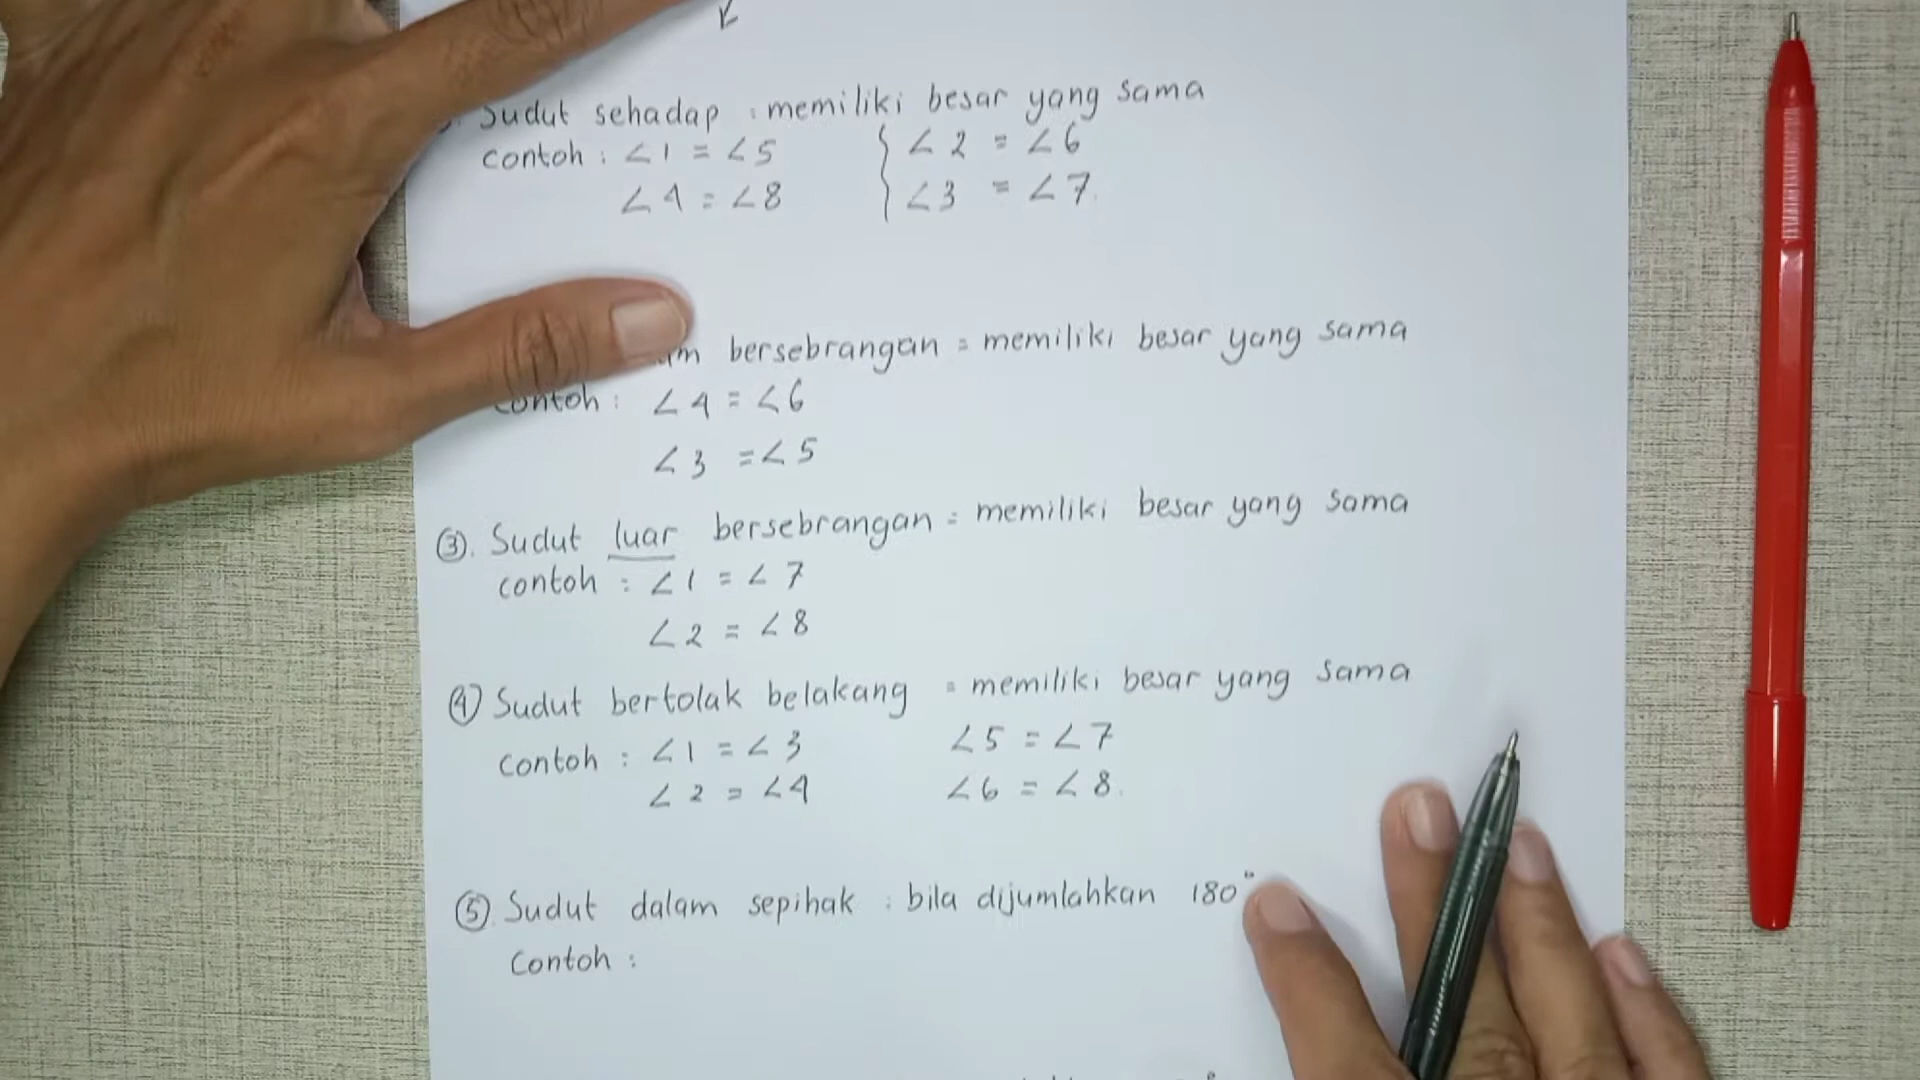 Sudut sehadap : memiliki besar yang sama
contoh : ∠1 = ∠5 { ∠2 = ∠6
∠4 = ∠8 ∠3 = ∠7.
bersebrangan = memiliki besar yang sama
contoh : ∠4 = ∠6
∠3 = ∠5
③. Sudut luar bersebrangan = memiliki besar yang sama
contoh : ∠1 = ∠7
∠2 = ∠8
④ Sudut bertolak belakang = memiliki besar yang sama
contoh : ∠1 = ∠3 ∠5 = ∠7
∠2 = ∠4 ∠6 = ∠8.
⑤. Sudut dalam sepihak : bila dijumlahkan 180°
Contoh :